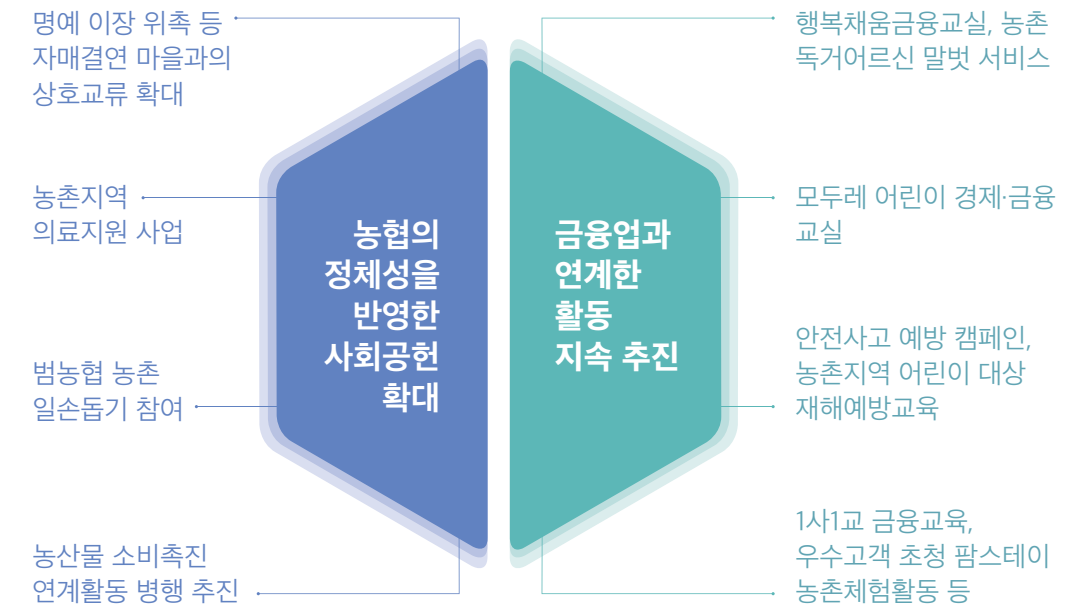 명예 이장 위촉 등
자매결연 마을과의
상호교류 확대
농촌지역
의료지원 사업
범농협 농촌
일손돕기 참여
농산물 소비촉진
연계활동 병행 추진
농협의
정체성을
반영한
사회공헌
확대
금융업과
연계한
활동
지속 추진
행복채움금융교실, 농촌
독거어르신 말벗 서비스
모두레 어린이 경제·금융
교실
안전사고 예방 캠페인,
농촌지역 어린이 대상
재해예방교육
1사1교 금융교육,
우수고객 초청 팜스테이
농촌체험활동 등